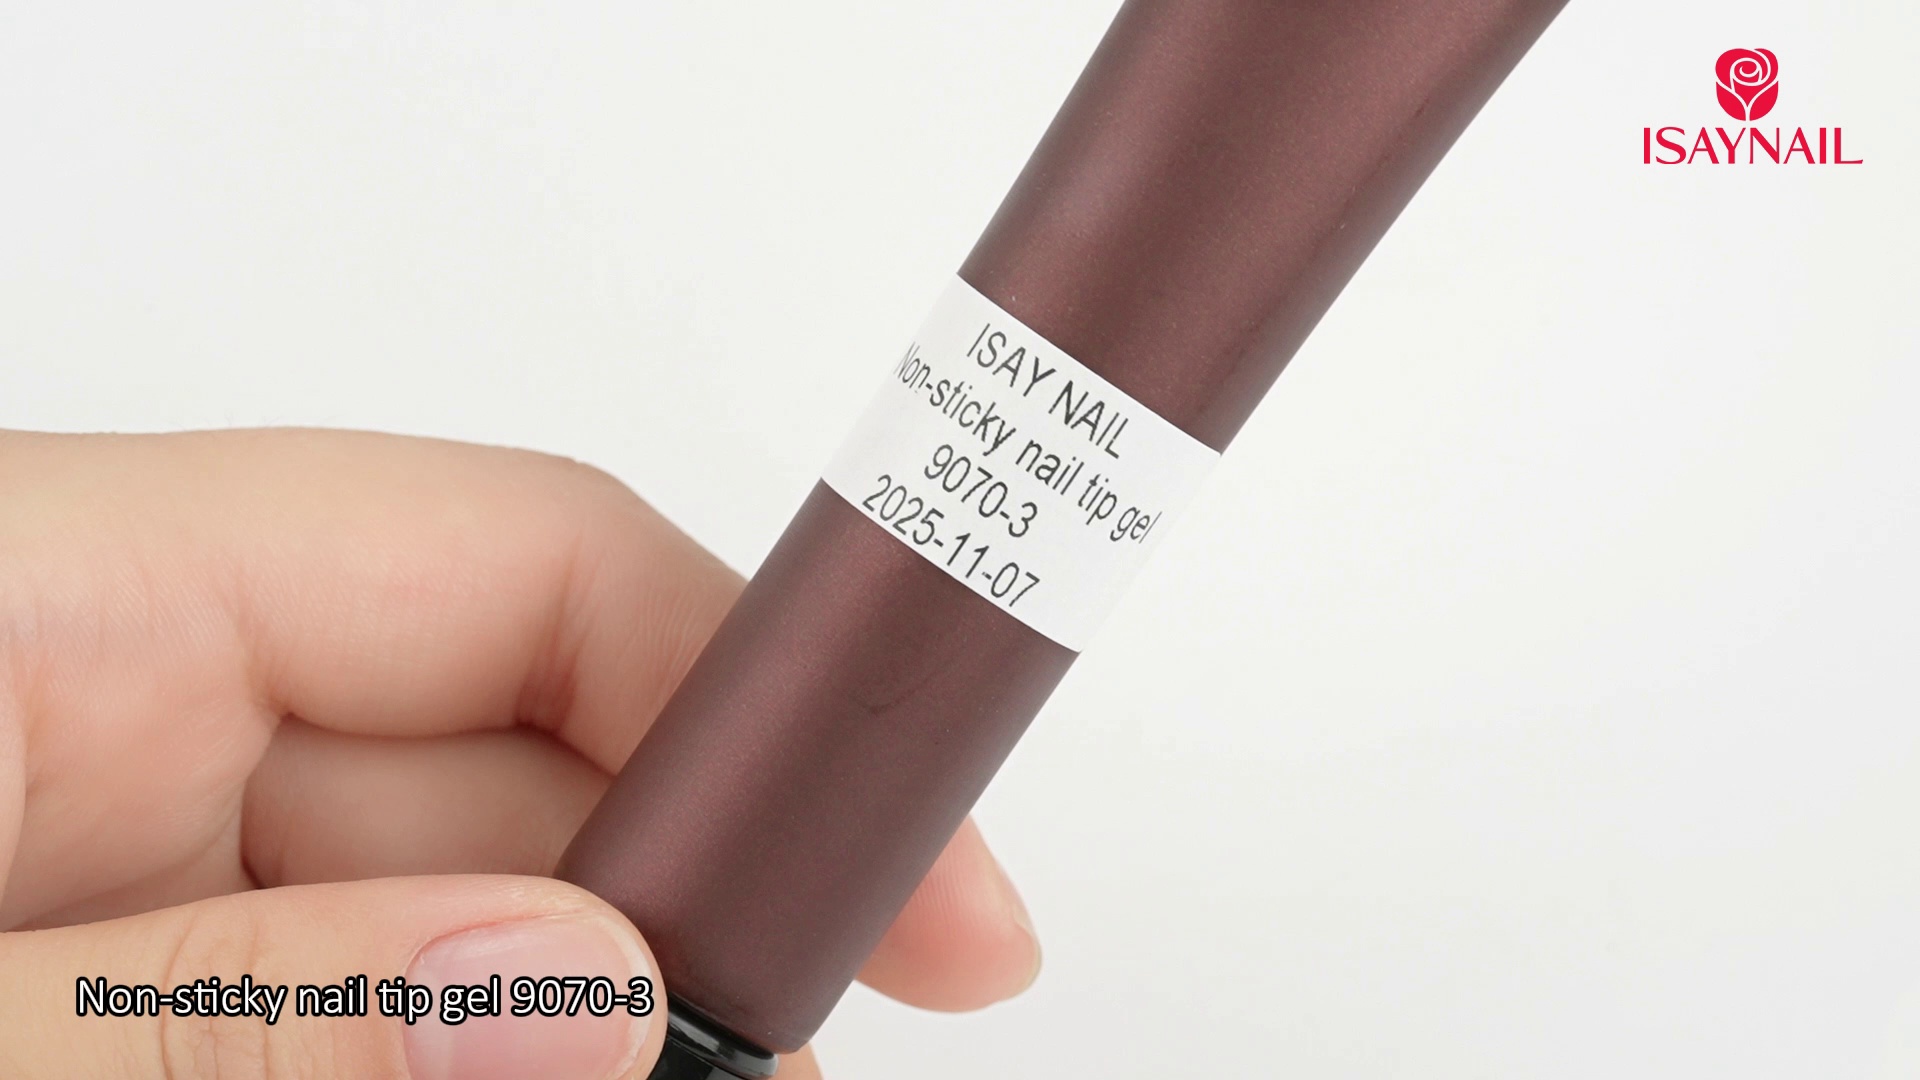 ISAYNAIL
ISAY NAIL
Non-sticky nail tip gel
9070-3
2025-11-07
Non-sticky nail tip gel 9070-3